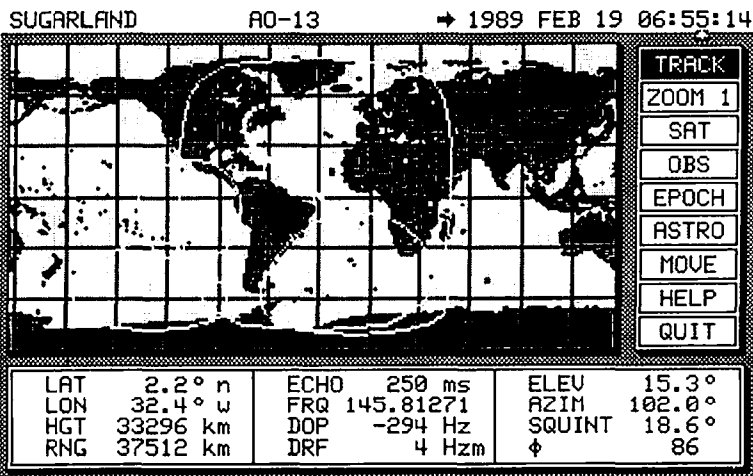 SUGARLAND AO-13 → 1989 FEB 19 06:55:14
TRACK
ZOOM 1
SAT
OBS
EPOCH
ASTRO
MOVE
HELP
QUIT
LAT 2.2° n
LON 32.4° w
HGT 33296 km
RNG 37512 km
ECHO 250 ms
FRQ 145.81271
DOP -294 Hz
DRF 4 Hzm
ELEV 15.3°
AZIM 102.0°
SQUINT 18.6°
ϕ 86